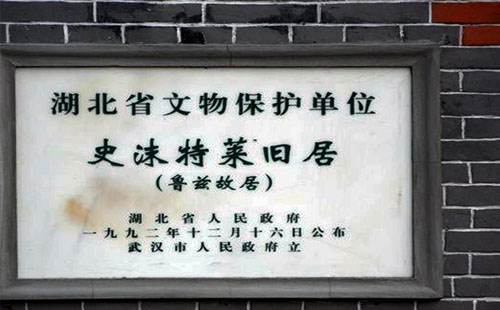 湖北省文物保护单位
史沫特莱旧居
(鲁兹故居)
湖北省人民政府
一九九二年十二月十六日公布
武汉市人民政府立